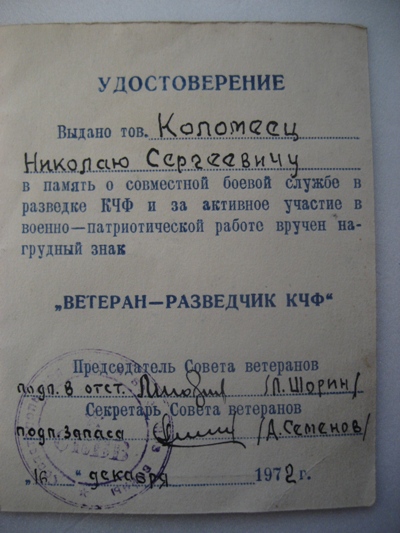 УДОСТОВЕРЕНИЕ
Выдано тов. Коломеец
Николаю Сергеевичу
в память о совместной боевой службе в
разведке КЧФ и за активное участие в
военно—патриотической работе вручен на-
грудный знак
„ВЕТЕРАН—РАЗВЕДЧИК КЧФ“
Председатель Совета ветеранов
подп. в отст. /П. Шорин/
Секретарь Совета ветеранов
подп. запаса /Д. Семенов/
„16“ декабря 1972 г.